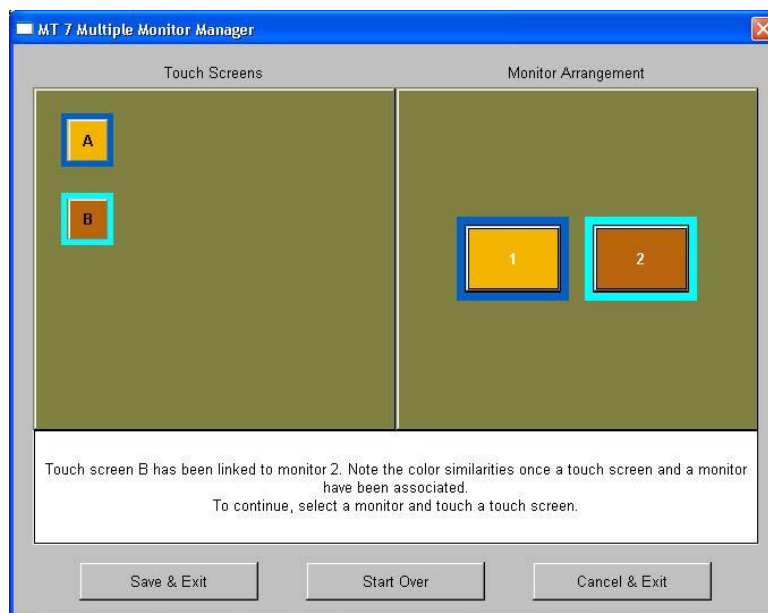 MT 7 Multiple Monitor Manager
Touch Screens
Monitor Arrangement
A
B
1
2
Touch screen B has been linked to monitor 2. Note the color similarities once a touch screen and a monitor
have been associated.
To continue, select a monitor and touch a touch screen.
Save & Exit
Start Over
Cancel & Exit